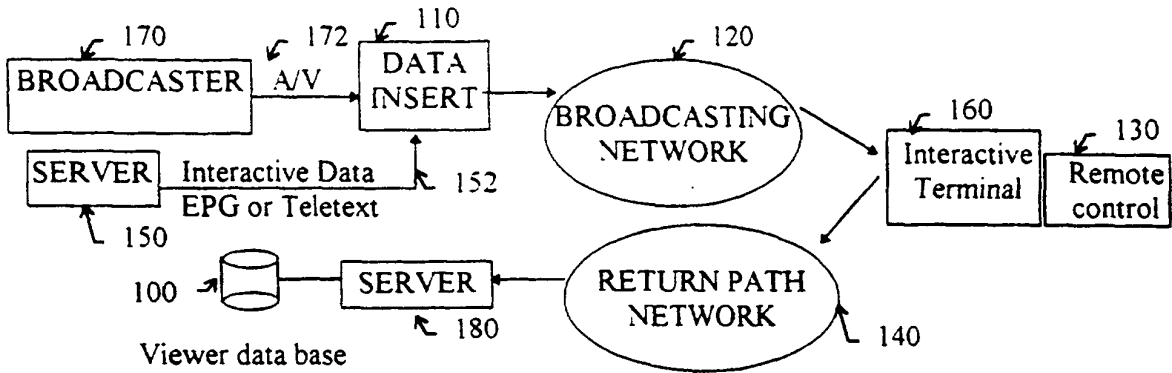 170
172
110
120
BROADCASTER
A/V
DATA
INSERT
BROADCASTING
NETWORK
160
130
Interactive
Terminal
Remote
control
SERVER
Interactive Data
EPG or Teletext
152
150
100
SERVER
180
RETURN PATH
NETWORK
140
Viewer data base